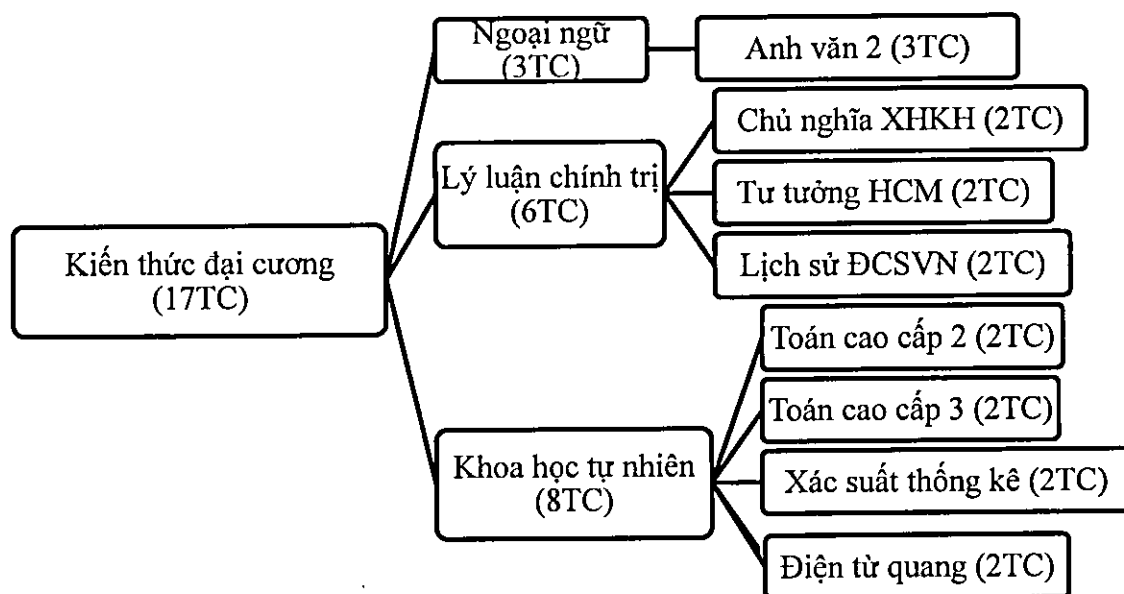 Ngoại ngữ
(3TC)
Anh văn 2 (3TC)
Chủ nghĩa XHKH (2TC)
Lý luận chính trị
(6TC)
Tư tưởng HCM (2TC)
Lịch sử ĐCSVN (2TC)
Kiến thức đại cương
(17TC)
Toán cao cấp 2 (2TC)
Toán cao cấp 3 (2TC)
Khoa học tự nhiên
(8TC)
Xác suất thống kê (2TC)
Điện từ quang (2TC)